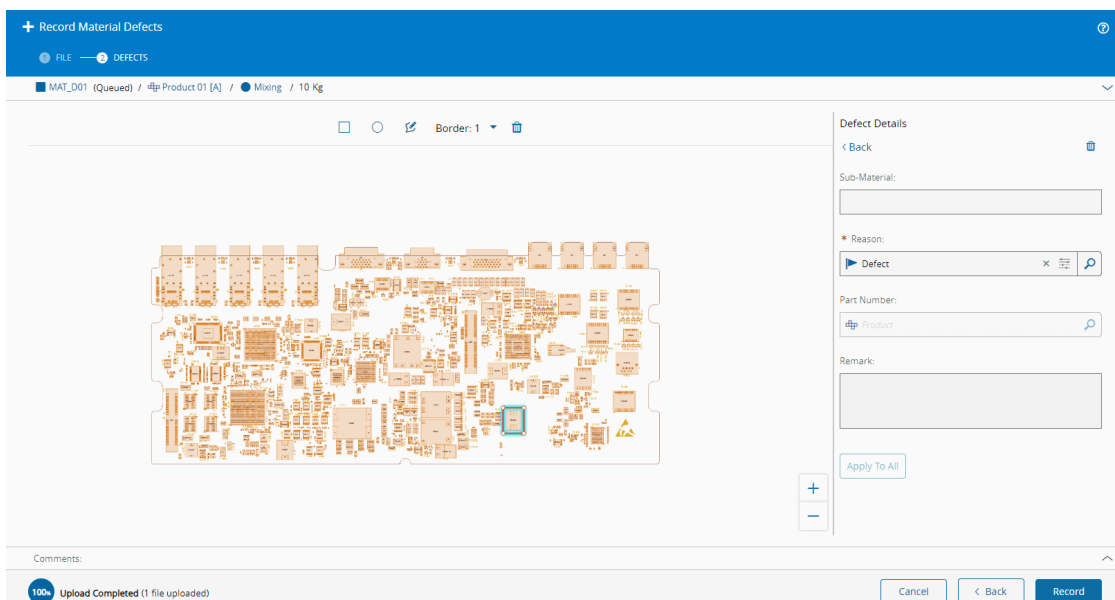 Record Material Defects
1 FILE 2 DEFECTS
MAT_D01 (Queued) / Product 01 [A] / Mixing / 10 Kg
Border: 1
Defect Details
Back
Sub-Material:
* Reason:
Defect
Part Number:
Product
Remark:
Apply To All
Comments:
100% Upload Completed (1 file uploaded)
Cancel
< Back
Record